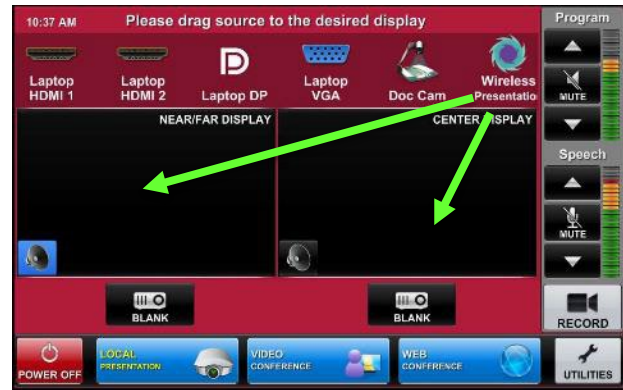 10:37 AM
Please drag source to the desired display
Program
Laptop
HDMI 1
Laptop
HDMI 2
Laptop DP
Laptop
VGA
Doc Cam
Wireless
Presentatio
MUTE
NEAR/FAR DISPLAY
CENTER DISPLAY
Speech
MUTE
BLANK
BLANK
RECORD
POWER OFF
LOCAL
PRESENTATION
VIDEO
CONFERENCE
WEB
CONFERENCE
UTILITIES